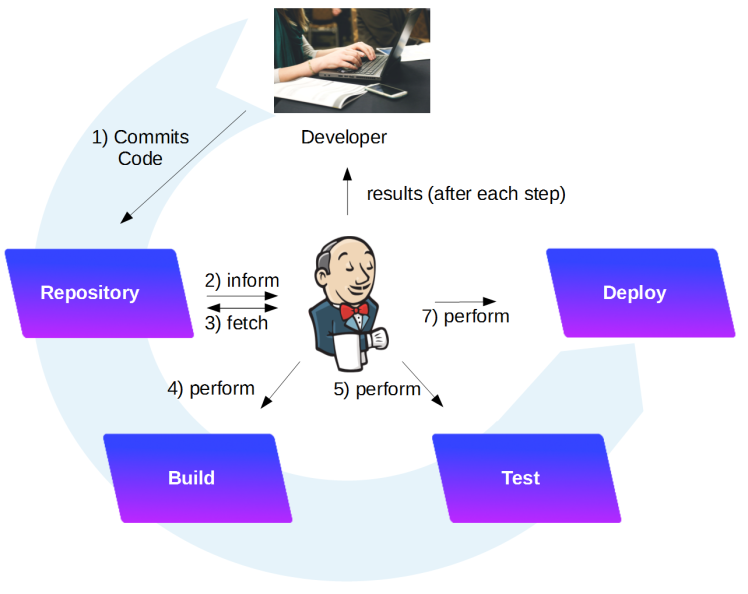 1) Commits
Code
Developer
results (after each step)
Repository
2) inform
3) fetch
7) perform
Deploy
4) perform
5) perform
Build
Test